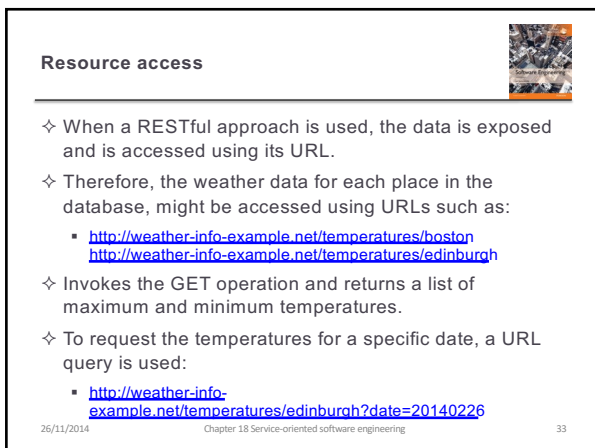 Resource access
Software Engineering
✧ When a RESTful approach is used, the data is exposed
and is accessed using its URL.
✧ Therefore, the weather data for each place in the
database, might be accessed using URLs such as:
▪ http://weather-info-example.net/temperatures/boston
http://weather-info-example.net/temperatures/edinburgh
✧ Invokes the GET operation and returns a list of
maximum and minimum temperatures.
✧ To request the temperatures for a specific date, a URL
query is used:
▪ http://weather-info-
example.net/temperatures/edinburgh?date=20140226
26/11/2014 Chapter 18 Service-oriented software engineering 33